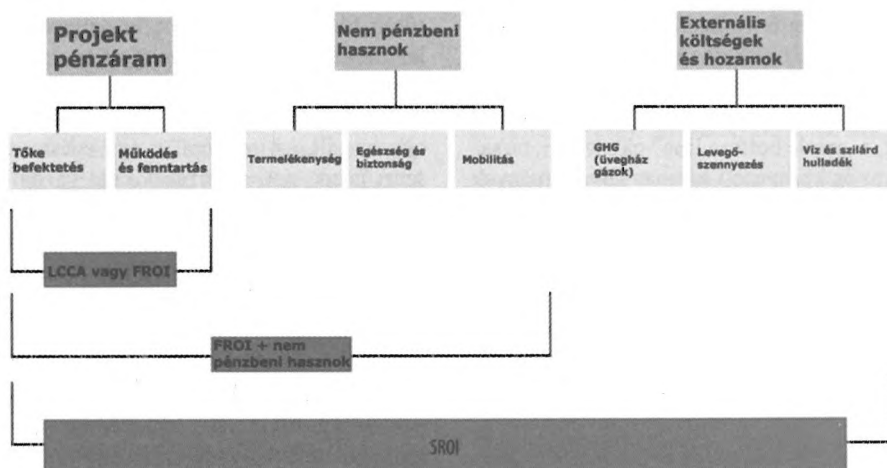 Projekt
pénzáram
Nem pénzbeni
hasznok
Externális
költségek
és hozamok
Tőke
befektetés
Működés
és fenntartás
Termelékenység
Egészség és
biztonság
Mobilitás
GHG
(üvegház
gázok)
Levegő-
szennyezés
Víz és szilárd
hulladék
LCCA vagy FROI
FROI + nem
pénzbeni hasznok
SROI